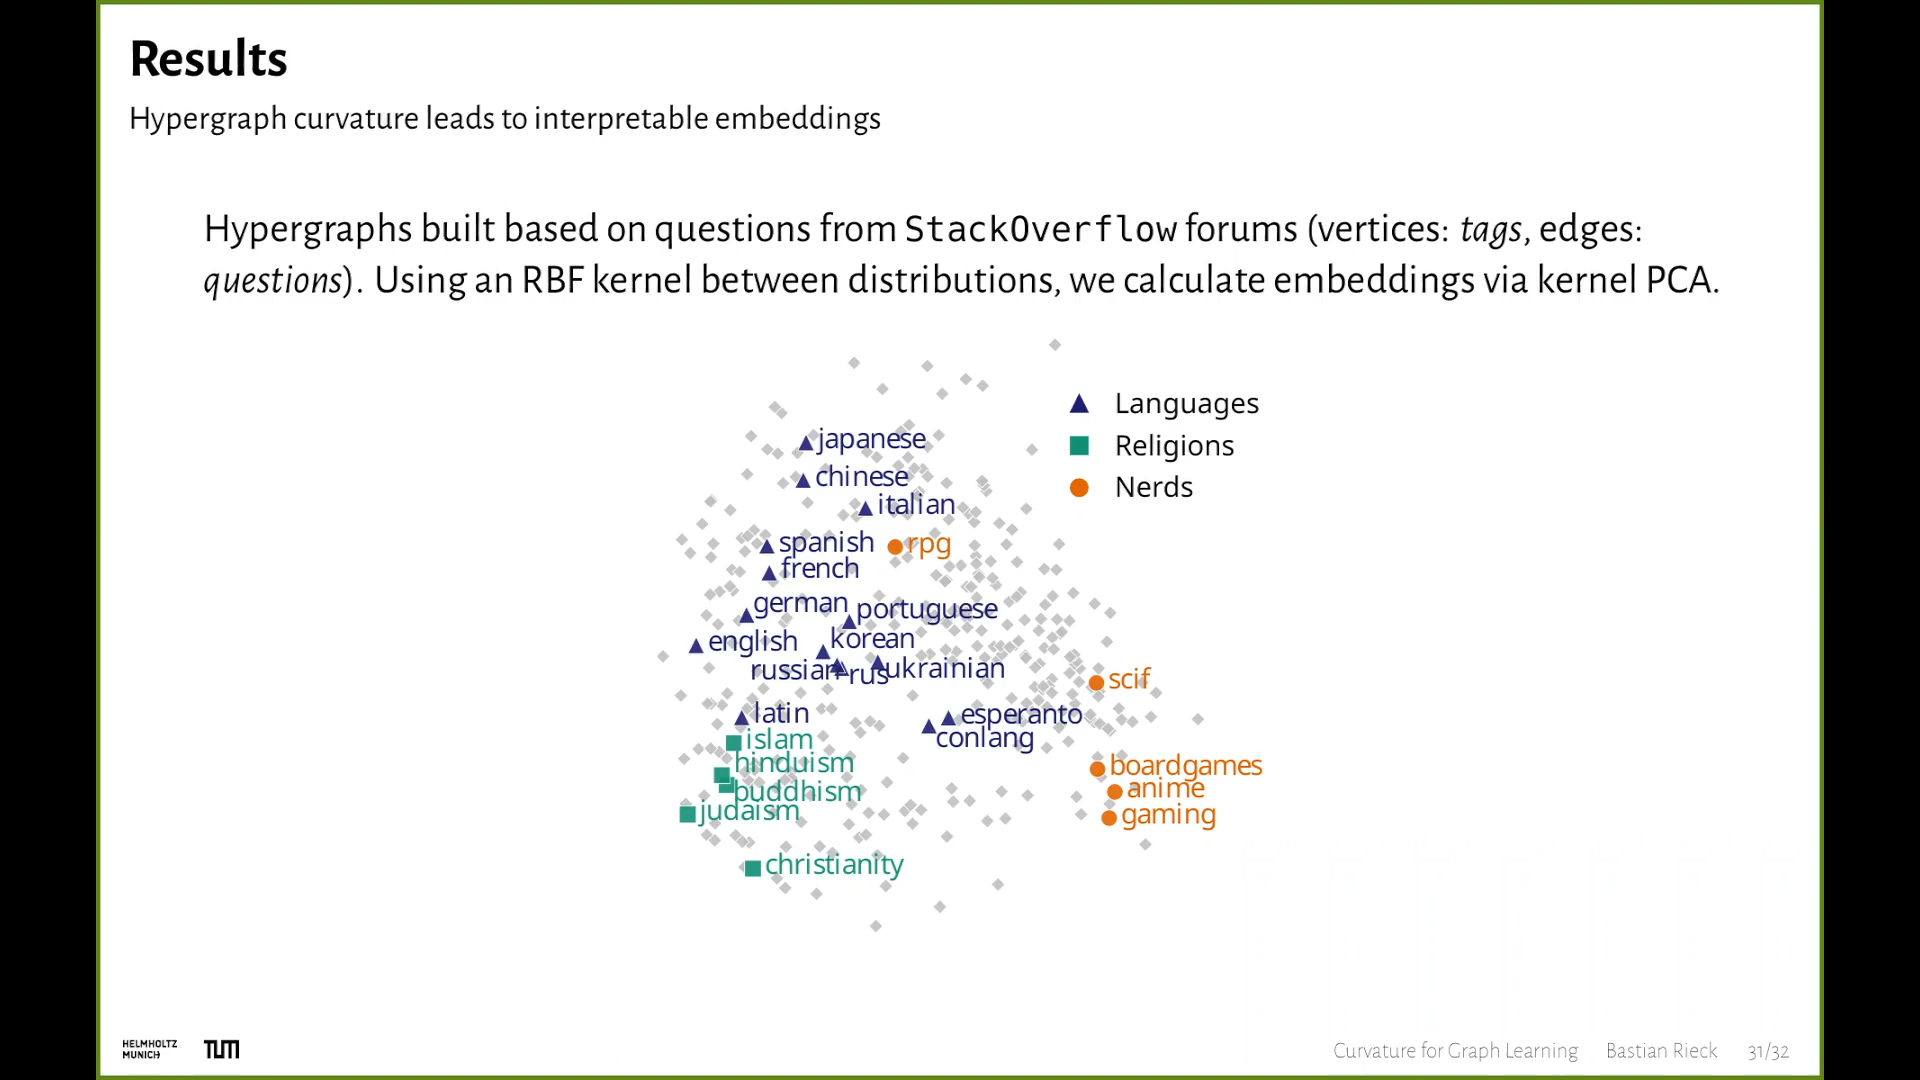 Results
Hypergraph curvature leads to interpretable embeddings
Hypergraphs built based on questions from StackOverflow forums (vertices: tags, edges:
questions). Using an RBF kernel between distributions, we calculate embeddings via kernel PCA.
Languages
Religions
Nerds
japanese
chinese
italian
spanish
rpg
french
german
portuguese
english
korean
russian
rus
ukrainian
scif
latin
esperanto
conlang
islam
hinduism
buddhism
judaism
boardgames
anime
gaming
christianity
HELMHOLTZ
MUNICH
TUM
Curvature for Graph Learning Bastian Rieck 31/32